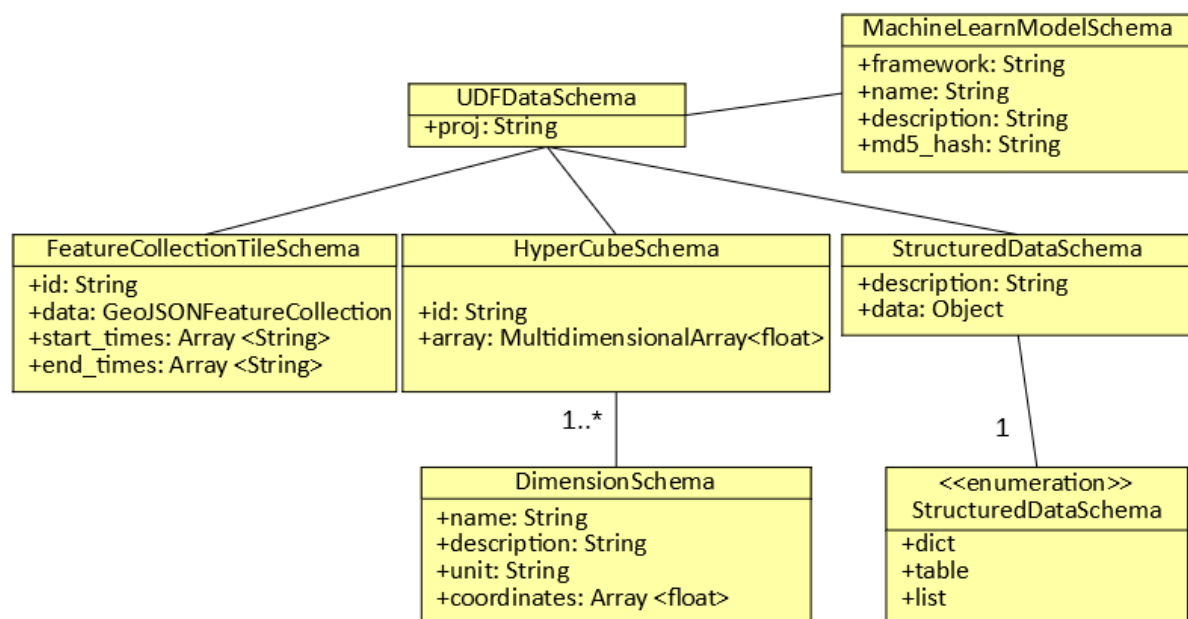 MachineLearnModelSchema
+framework: String
+name: String
+description: String
+md5_hash: String
UDFDataSchema
+proj: String
FeatureCollectionTileSchema
+id: String
+data: GeoJSONFeatureCollection
+start_times: Array <String>
+end_times: Array <String>
HyperCubeSchema
+id: String
+array: MultidimensionalArray<float>
StructuredDataSchema
+description: String
+data: Object
1..*
1
DimensionSchema
+name: String
+description: String
+unit: String
+coordinates: Array <float>
<<enumeration>>
StructuredDataSchema
+dict
+table
+list